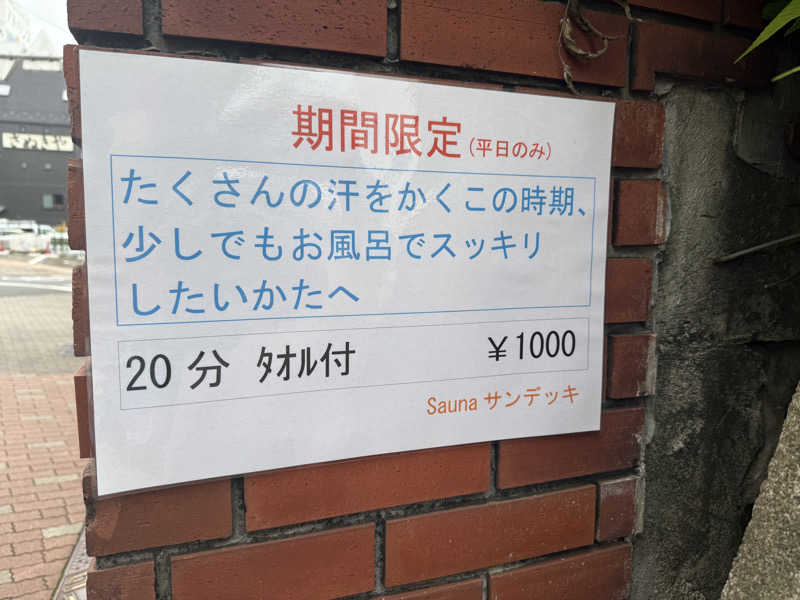 期間限定(平日のみ)
たくさんの汗をかくこの時期、
少しでもお風呂でスッキリ
したいかたへ
20分 ﾀｵﾙ付 ￥1000
Sauna サンデッキ